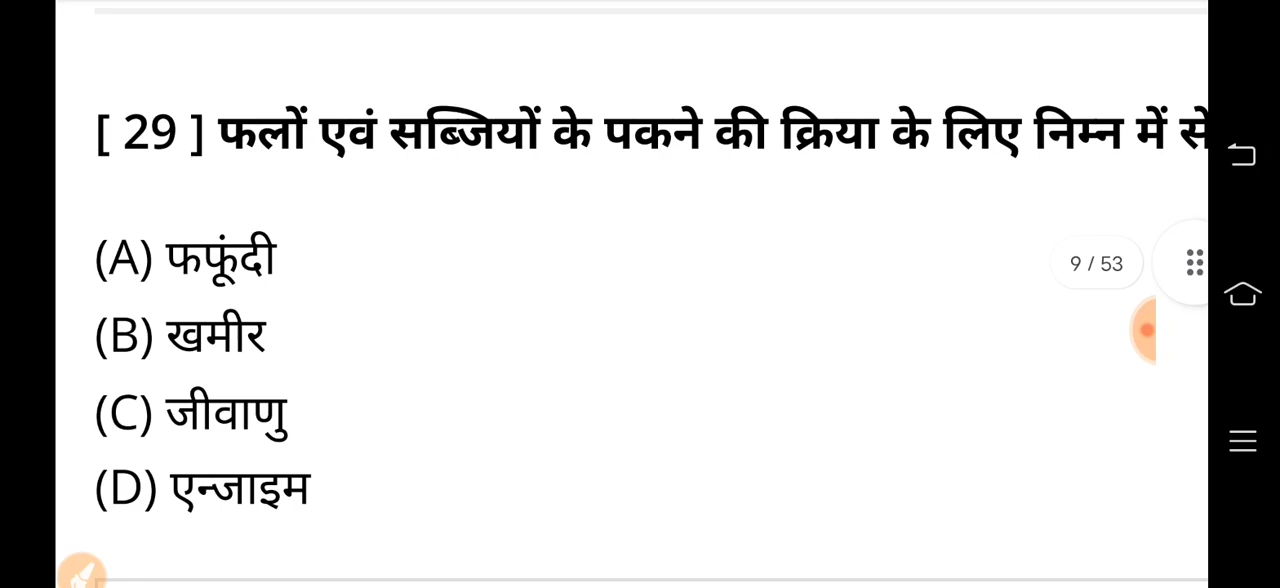 [ 29 ] फलों एवं सब्जियों के पकने की क्रिया के लिए निम्न में से
(A) फफूंदी
9 / 53
(B) खमीर
(C) जीवाणु
(D) एन्जाइम